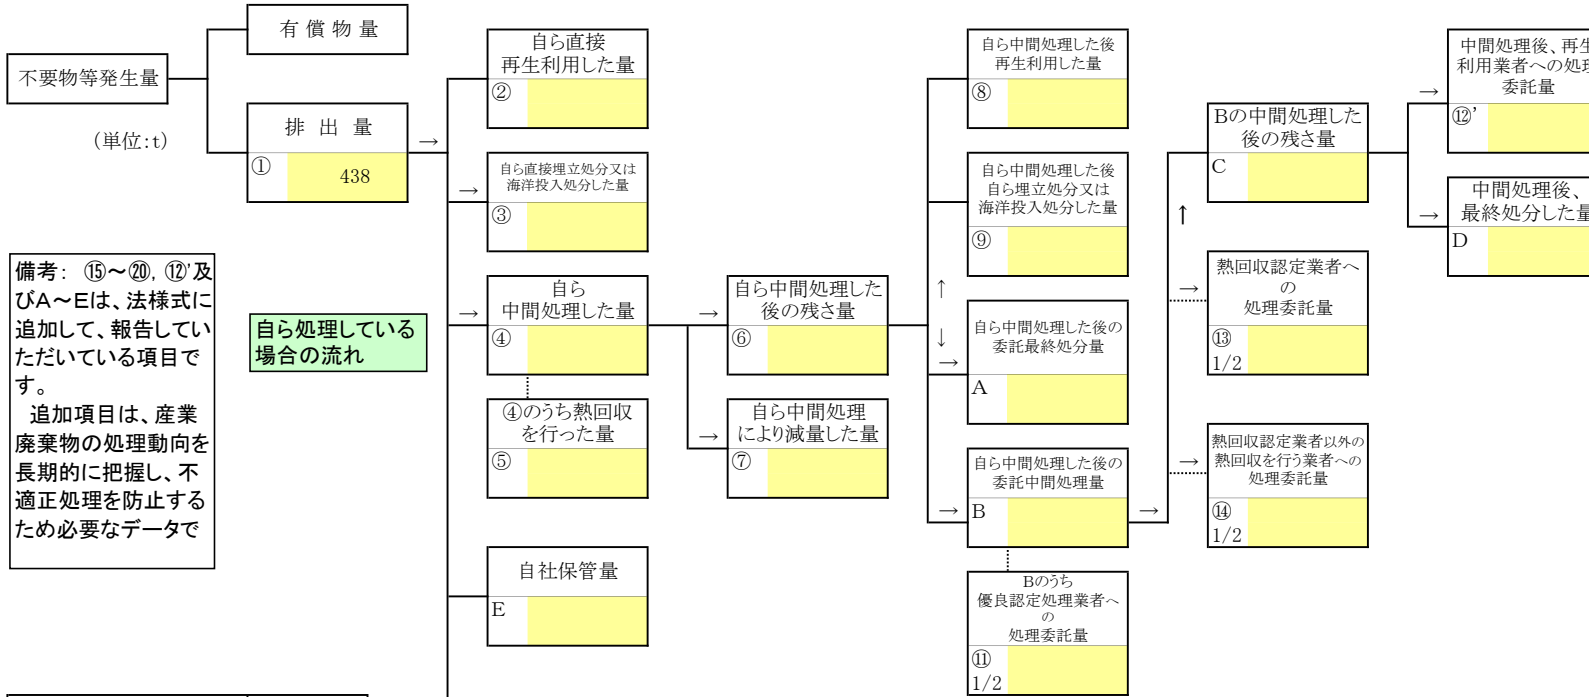 有 償 物 量
不要物等発生量
(単位:t)
排 出 量
→
①
438
自ら直接
再生利用した量
②
→
自ら直接埋立処分又は
海洋投入処分した量
③
→
自ら
中間処理した量
④
④のうち熱回収
を行った量
⑤
自社保管量
E
備考: ⑮～⑳, ⑫'及
びA～Eは、法様式に
追加して、報告してい
ただいている項目で
す。
追加項目は、産業
廃棄物の処理動向を
長期的に把握し、不
適正処理を防止する
ため必要なデータで
自ら処理している
場合の流れ
→
自ら中間処理した
後の残さ量
⑥
→
自ら中間処理
により減量した量
⑦
自ら中間処理した後
再生利用した量
⑧
自ら中間処理した後
自ら埋立処分又は
海洋投入処分した量
⑨
↑
↓
→
自ら中間処理した後の
委託最終処分量
A
→
自ら中間処理した後の
委託中間処理量
B
→
Bのうち
優良認定処理業者へ
の
処理委託量
⑪
1/2
Bの中間処理した
後の残さ量
C
↑
→
熱回収認定業者へ
の
処理委託量
⑬
1/2
→
熱回収認定業者以外の
熱回収を行う業者への
処理委託量
⑭
1/2
→
中間処理後、再生
利用業者への処理
委託量
⑫'
→
中間処理後、
最終処分した量
D